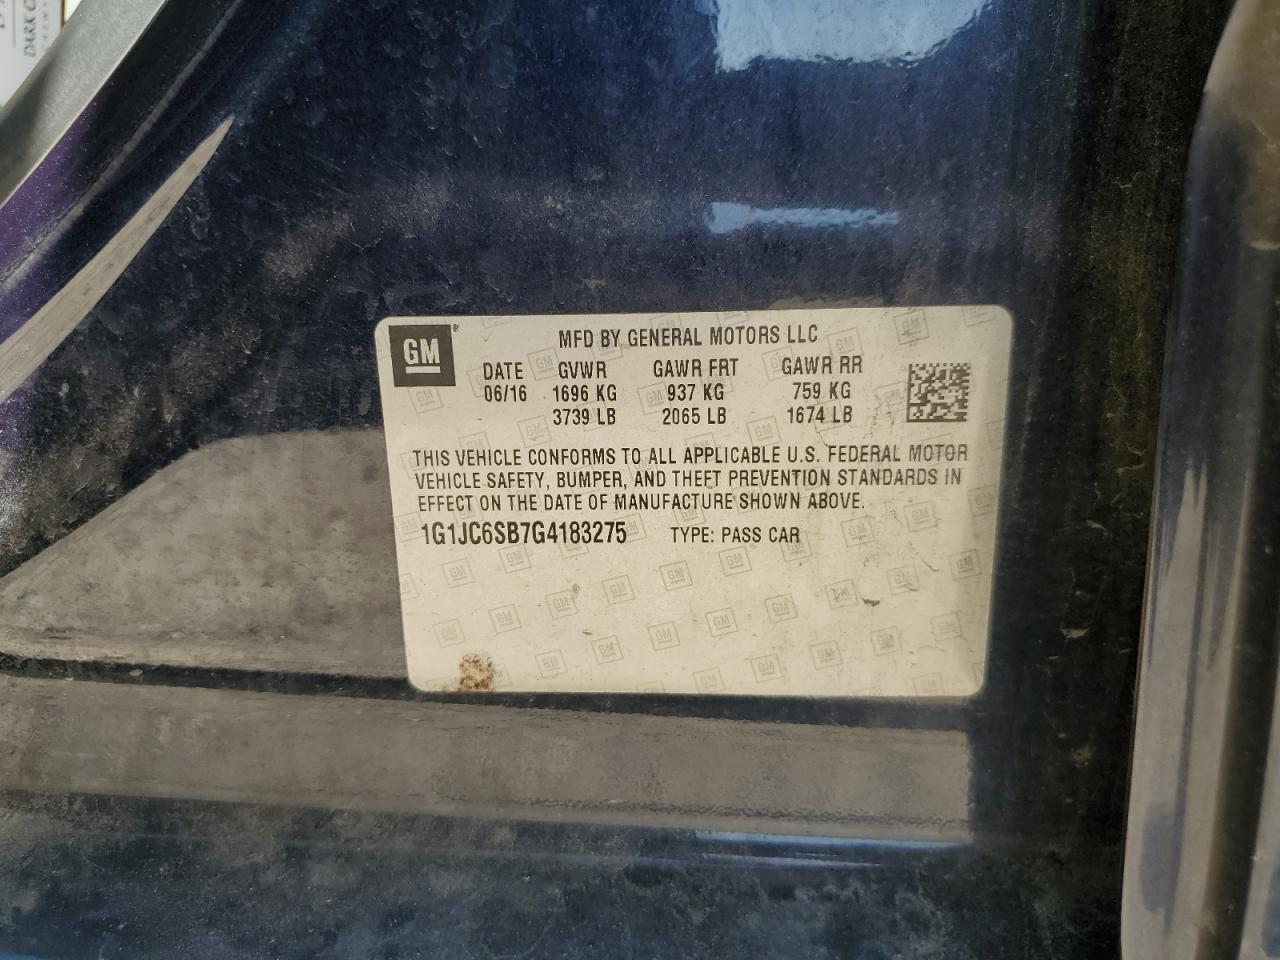 DARK C
GM
MFD BY GENERAL MOTORS LLC
DATE GVWR GAWR FRT GAWR RR
06/16 1696 KG 937 KG 759 KG
3739 LB 2065 LB 1674 LB
THIS VEHICLE CONFORMS TO ALL APPLICABLE U.S. FEDERAL MOTOR
VEHICLE SAFETY, BUMPER, AND THEFT PREVENTION STANDARDS IN
EFFECT ON THE DATE OF MANUFACTURE SHOWN ABOVE.
1G1JC6SB7G4183275 TYPE: PASS CAR